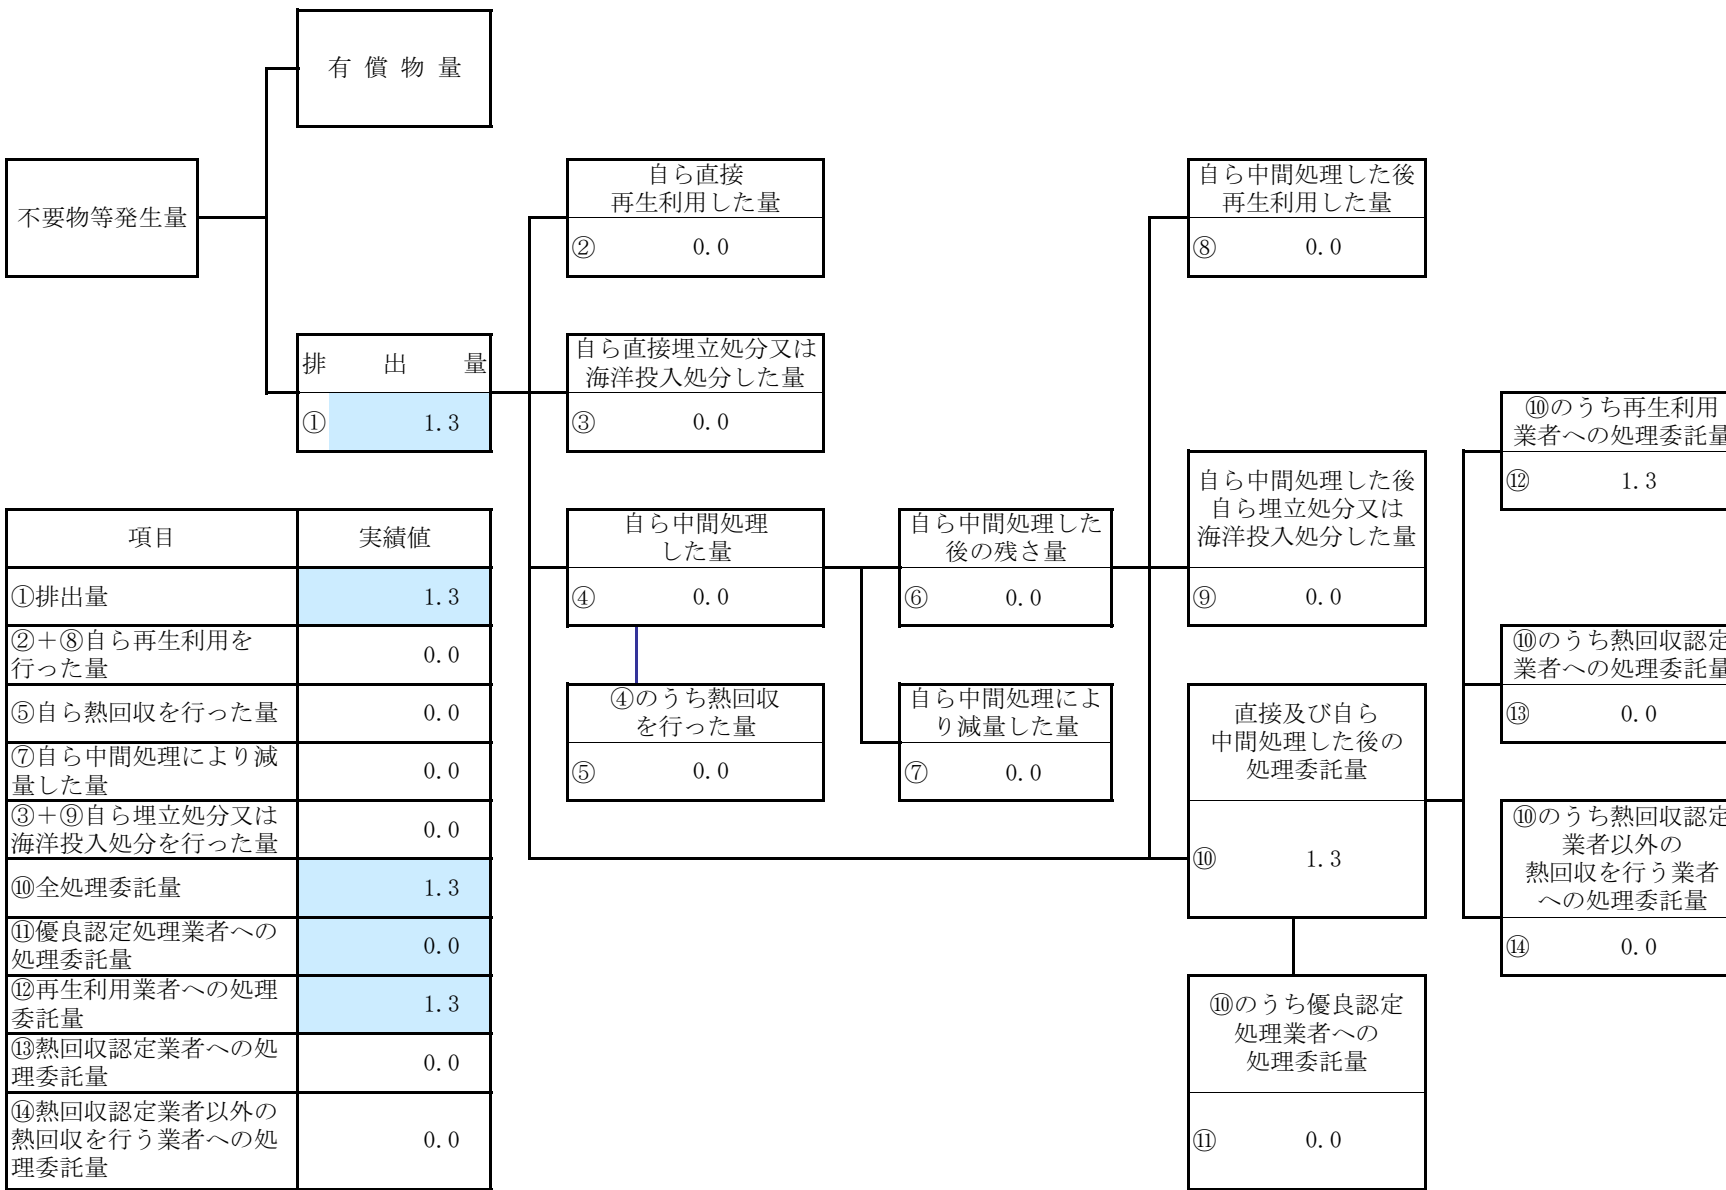 有償物量
不要物等発生量
自ら直接
再生利用した量
② 0.0
自ら中間処理した後
再生利用した量
⑧ 0.0
排出量
① 1.3
自ら直接埋立処分又は
海洋投入処分した量
③ 0.0
⑩のうち再生利用
業者への処理委託量
⑫ 1.3
自ら中間処理した後
自ら埋立処分又は
海洋投入処分した量
⑨ 0.0
自ら中間処理
した量
④ 0.0
自ら中間処理した
後の残さ量
⑥ 0.0
⑩のうち熱回収認定
業者への処理委託量
⑬ 0.0
④のうち熱回収
を行った量
⑤ 0.0
自ら中間処理によ
り減量した量
⑦ 0.0
直接及び自ら
中間処理した後の
処理委託量
⑩ 1.3
⑩のうち熱回収認定
業者以外の
熱回収を行う業者
への処理委託量
⑭ 0.0
⑩のうち優良認定
処理業者への
処理委託量
⑪ 0.0
項目 実績値
①排出量 1.3
②＋⑧自ら再生利用を
行った量 0.0
⑤自ら熱回収を行った量 0.0
⑦自ら中間処理により減
量した量 0.0
③＋⑨自ら埋立処分又は
海洋投入処分を行った量 0.0
⑩全処理委託量 1.3
⑪優良認定処理業者への
処理委託量 0.0
⑫再生利用業者への処理
委託量 1.3
⑬熱回収認定業者への処
理委託量 0.0
⑭熱回収認定業者以外の
熱回収を行う業者への処
理委託量 0.0